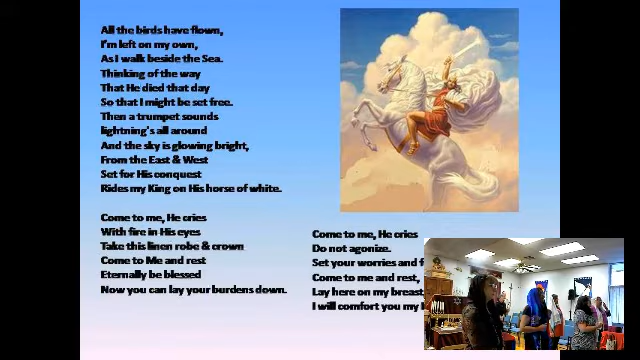 All the birds have flown,
I'm left on my own,
As I walk beside the Sea.
Thinking of the way
That He died that day
So that I might be set free.
Then a trumpet sounds
lightning's all around
And the sky is glowing bright,
From the East & West
Set for His conquest
Rides my King on His horse of white.
Come to me, He cries
With fire in His eyes
Take this linen robe & crown
Come to Me and rest
Eternally be blessed
Now you can lay your burdens down.
Come to me, He cries
Do not agonize.
Set your worries and
Come to me and rest,
Lay here on my breast
I will comfort you my